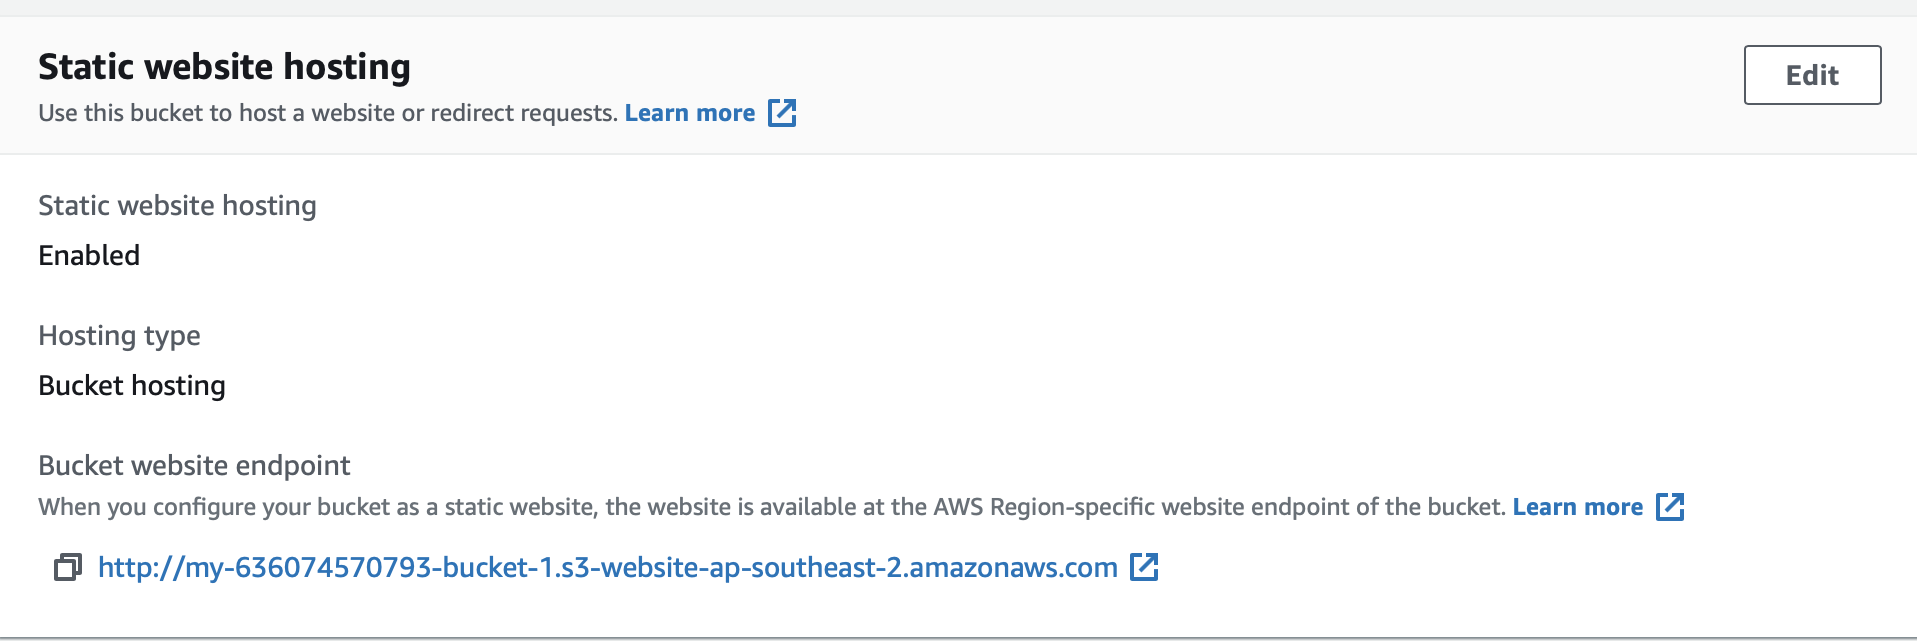 Static website hosting
Edit
Use this bucket to host a website or redirect requests. Learn more
Static website hosting
Enabled
Hosting type
Bucket hosting
Bucket website endpoint
When you configure your bucket as a static website, the website is available at the AWS Region-specific website endpoint of the bucket. Learn more
http://my-636074570793-bucket-1.s3-website-ap-southeast-2.amazonaws.com